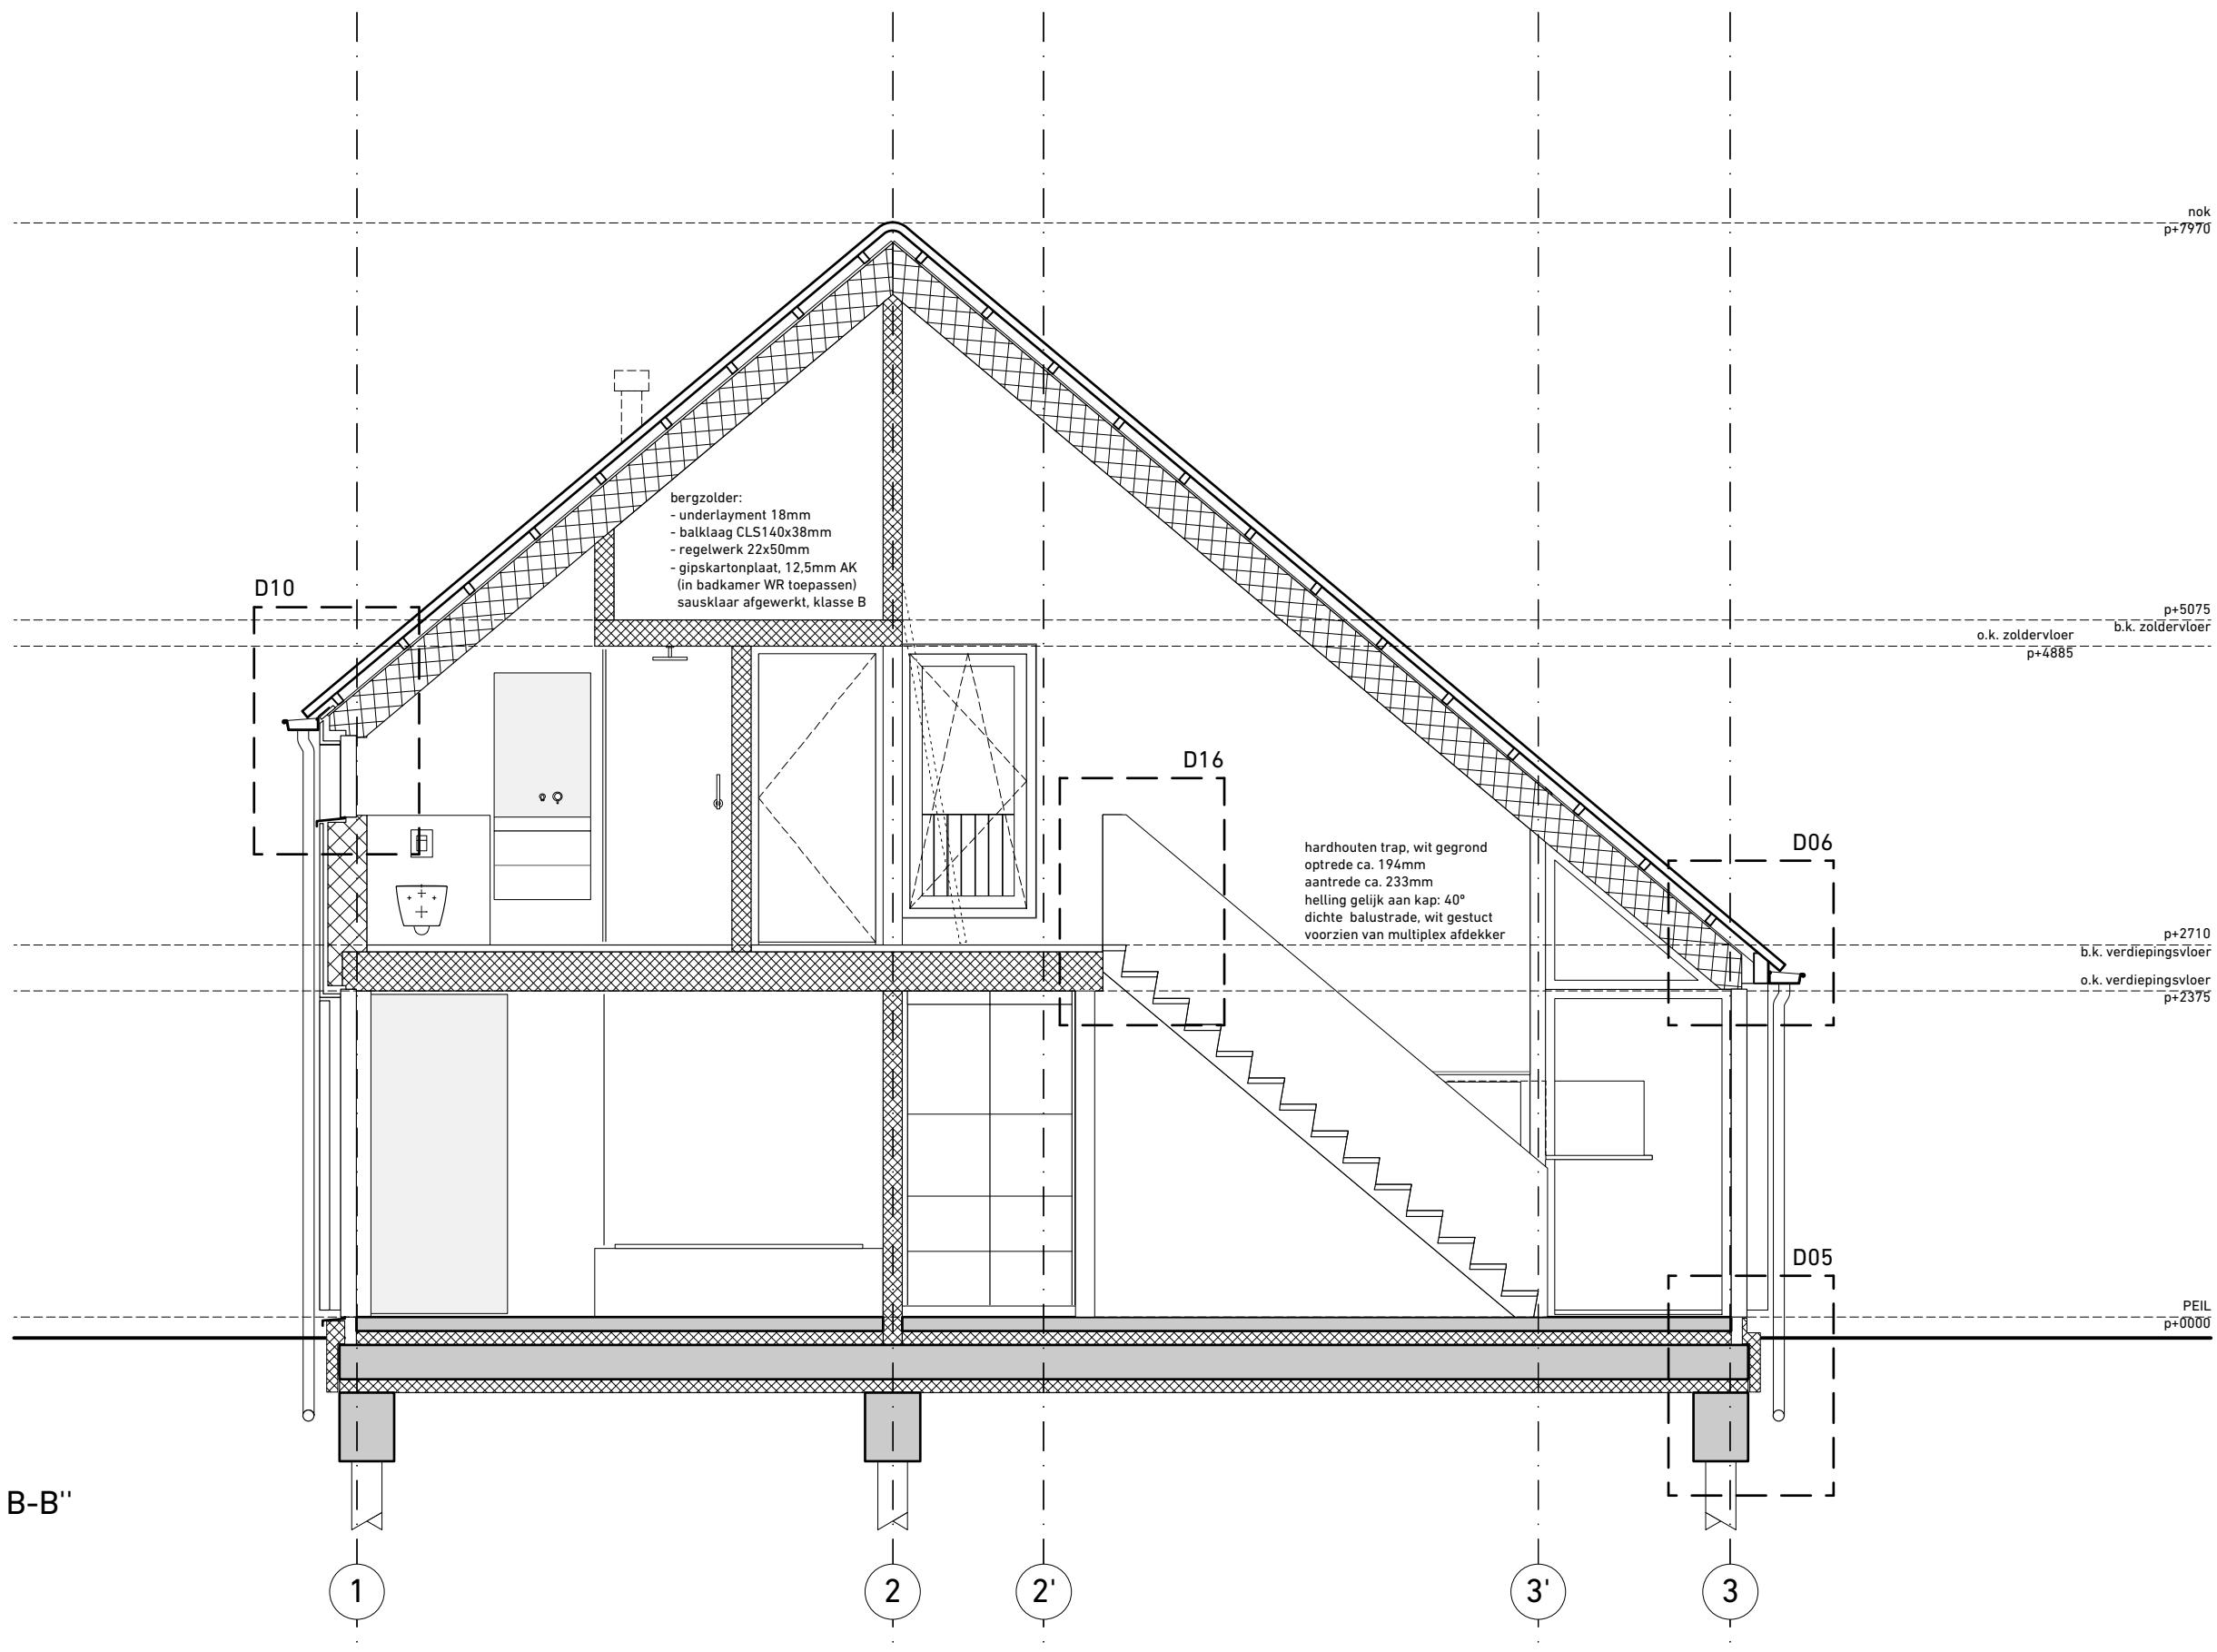 nok
p+7970
bergzolder:
- underlayment 18mm
- balklaag CLS140x38mm
- regelwerk 22x50mm
- gipskartonplaat, 12,5mm AK
(in badkamer WR toepassen)
sausklaar afgewerkt, klasse B
D10
p+5075
b.k. zoldervloer
o.k. zoldervloer
p+4885
D16
hardhouten trap, wit gegrond
optrede ca. 194mm
aantrede ca. 233mm
helling gelijk aan kap: 40°
dichte balustrade, wit gestuct
voorzien van multiplex afdekker
D06
p+2710
b.k. verdiepingsvloer
o.k. verdiepingsvloer
p+2375
D05
PEIL
p+0000
B-B''
1
2
2'
3'
3